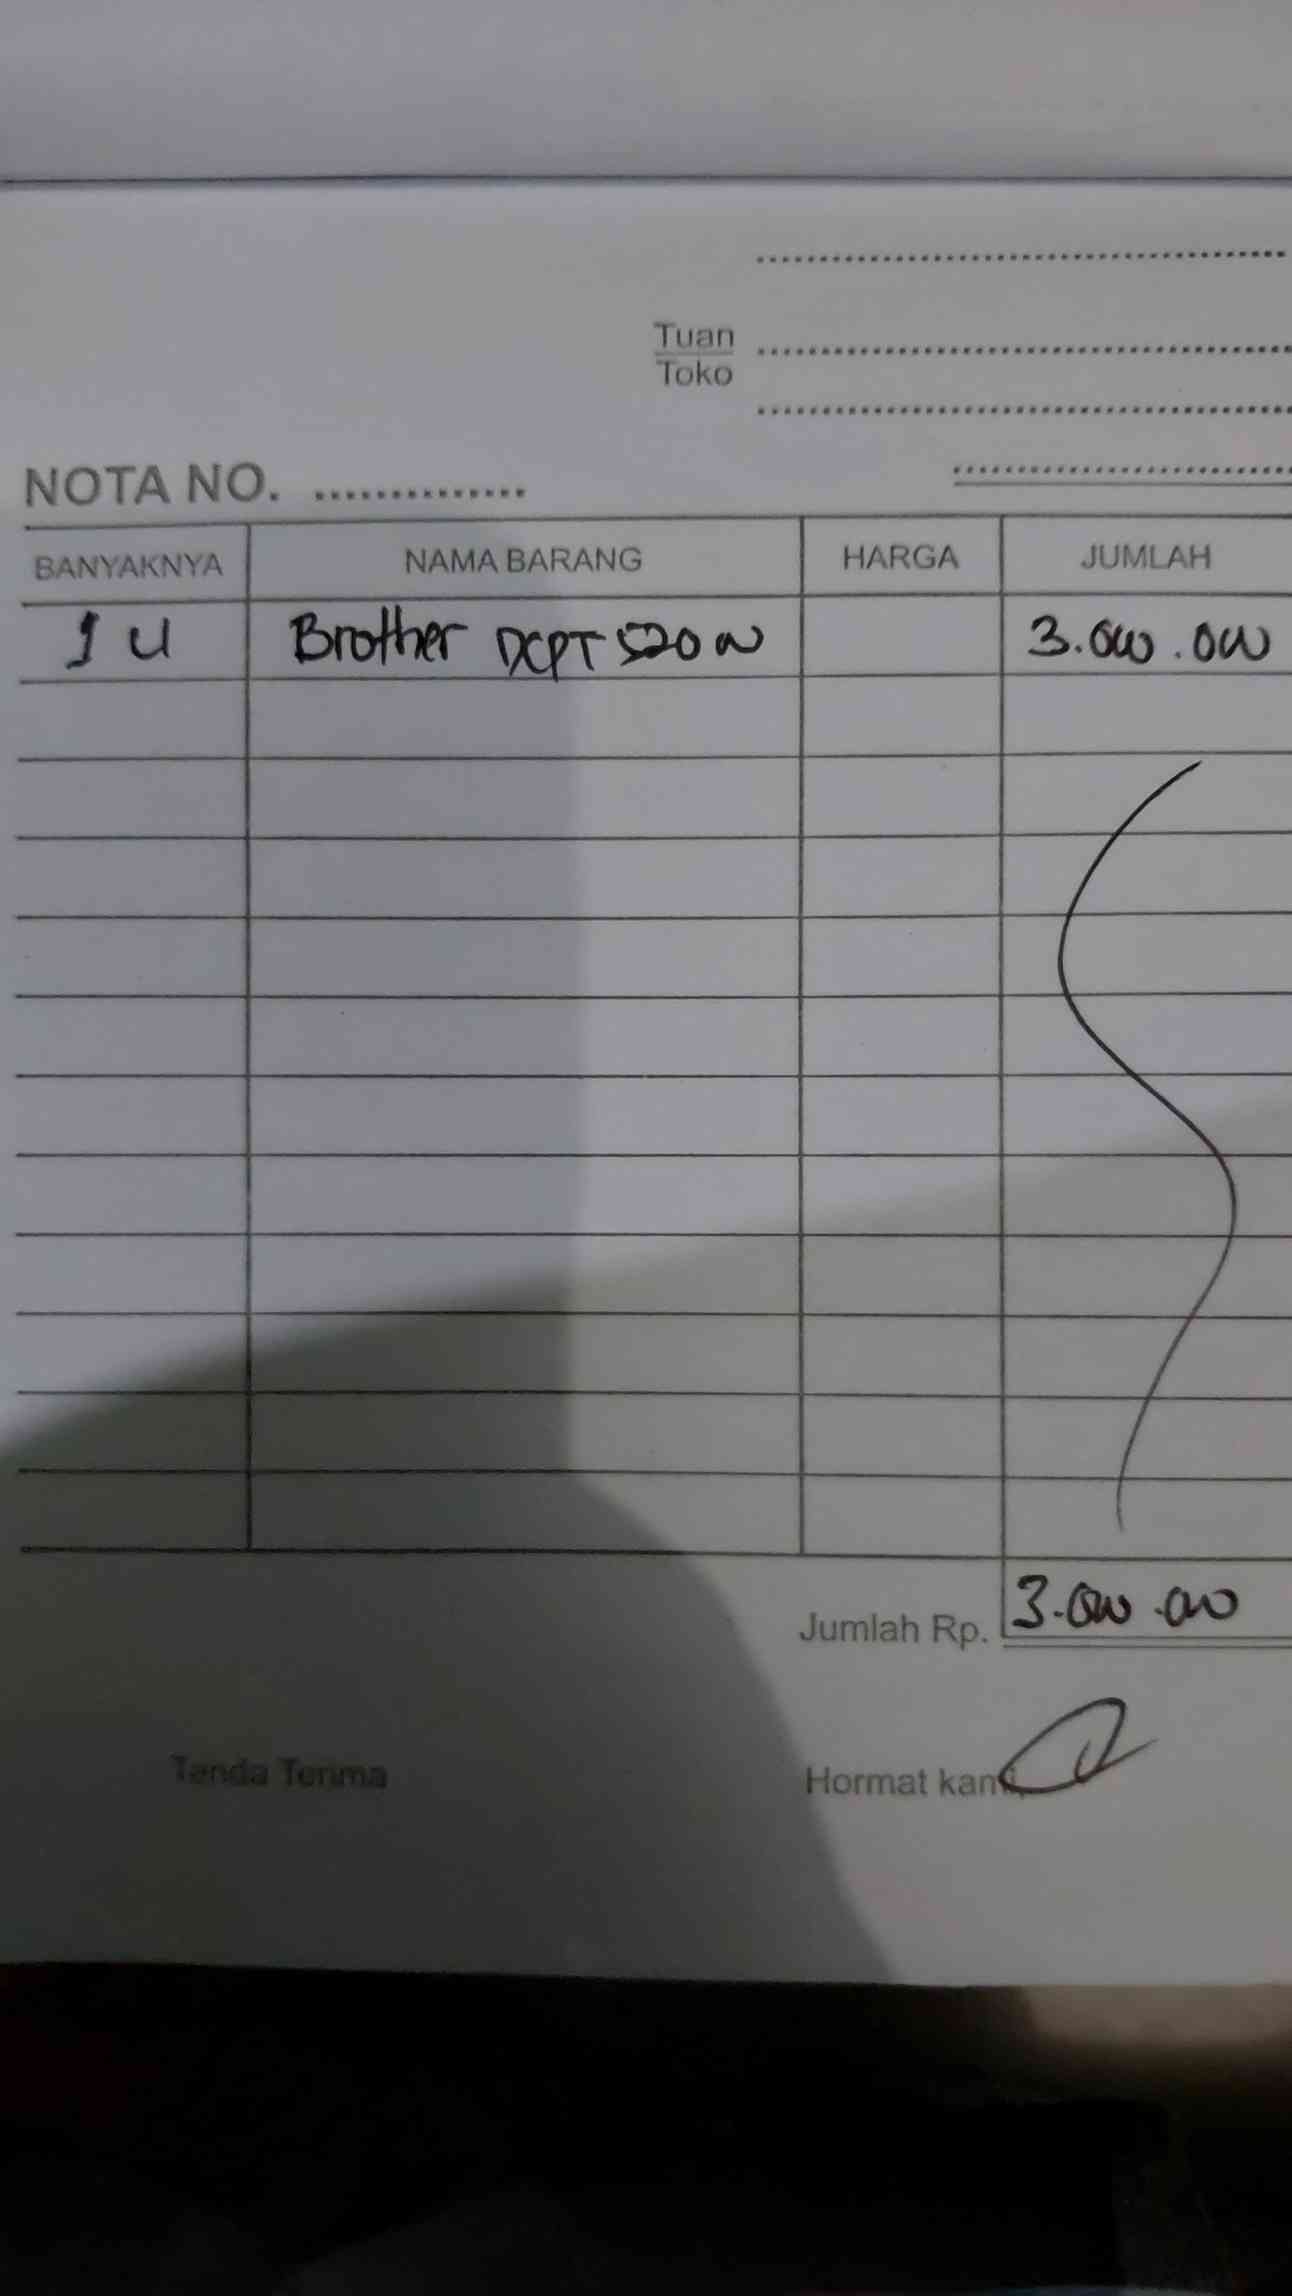 Tuan
Toko
NOTA NO. ..............
BANYAKNYA NAMA BARANG HARGA JUMLAH
1 U Brother DCPT 520 W 3.000.000
Jumlah Rp. 3.000.000
Tanda Terima Hormat kami,